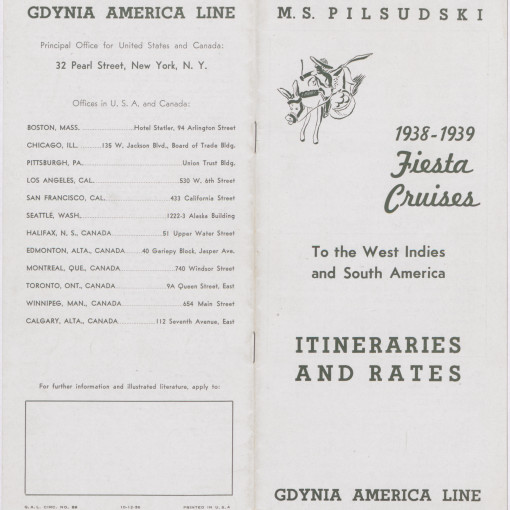 GDYNIA AMERICA LINE
Principal Office for United States and Canada:
32 Pearl Street, New York, N. Y.
Offices in U. S. A. and Canada:
BOSTON, MASS. Hotel Statler, 94 Arlington Street
CHICAGO, ILL. 135 W. Jackson Blvd., Board of Trade Bldg.
PITTSBURGH, PA. Union Trust Bldg.
LOS ANGELES, CAL. 530 W. 6th Street
SAN FRANCISCO, CAL. 433 California Street
SEATTLE, WASH. 1222-3 Alaska Building
HALIFAX, N. S., CANADA 51 Upper Water Street
EDMONTON, ALTA., CANADA 40 Gariepy Block, Jasper Ave.
MONTREAL, QUE., CANADA 740 Windsor Street
TORONTO, ONT., CANADA 9A Queen Street, East
WINNIPEG, MAN., CANADA 654 Main Street
CALGARY, ALTA., CANADA 112 Seventh Avenue, East
For further information and illustrated literature, apply to:
G. A. L. CIRC. NO.
PRINTED IN U. S. A.
M. S. PILSUDSKI
1938-1939
Fiesta
Cruises
To the West Indies
and South America
ITINERARIES
AND RATES
GDYNIA AMERICA LINE